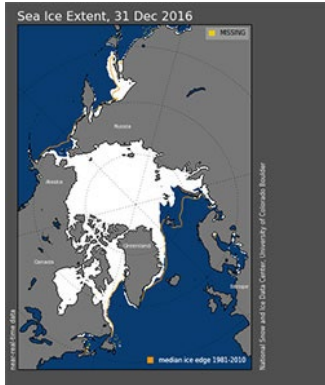 Sea Ice Extent, 31 Dec 2016
MISSING
Russia
Alaska
Greenland
Canada
Europe
median ice edge 1981-2010
near-real-time data
National Snow and Ice Data Center, University of Colorado Boulder